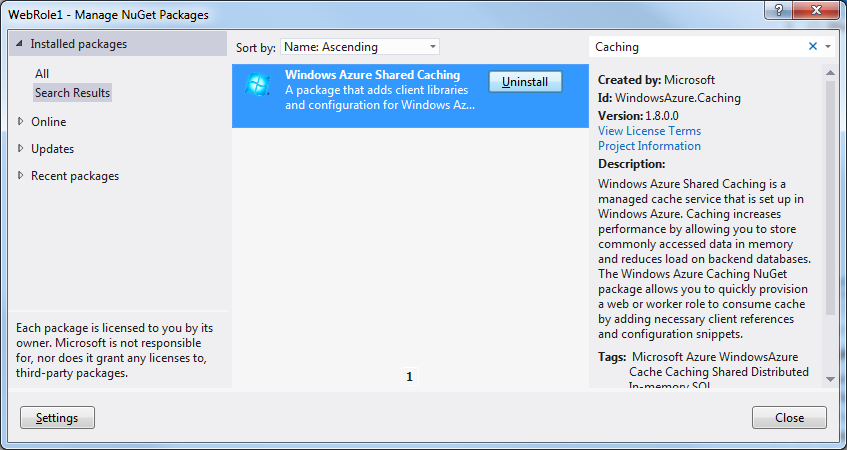 WebRole1 - Manage NuGet Packages
Installed packages
All
Search Results
Online
Updates
Recent packages
Each package is licensed to you by its
owner. Microsoft is not responsible
for, nor does it grant any licenses to,
third-party packages.
Settings
Sort by: Name: Ascending
Windows Azure Shared Caching
A package that adds client libraries
and configuration for Windows Az...
Uninstall
1
Caching
Created by: Microsoft
Id: WindowsAzure.Caching
Version: 1.8.0.0
View License Terms
Project Information
Description:
Windows Azure Shared Caching is a
managed cache service that is set up in
Windows Azure. Caching increases
performance by allowing you to store
commonly accessed data in memory
and reduces load on backend databases.
The Windows Azure Caching NuGet
package allows you to quickly provision
a web or worker role to consume cache
by adding necessary client references
and configuration snippets.
Tags: Microsoft Azure WindowsAzure
Cache Caching Shared Distributed
In-memory SQL
Close